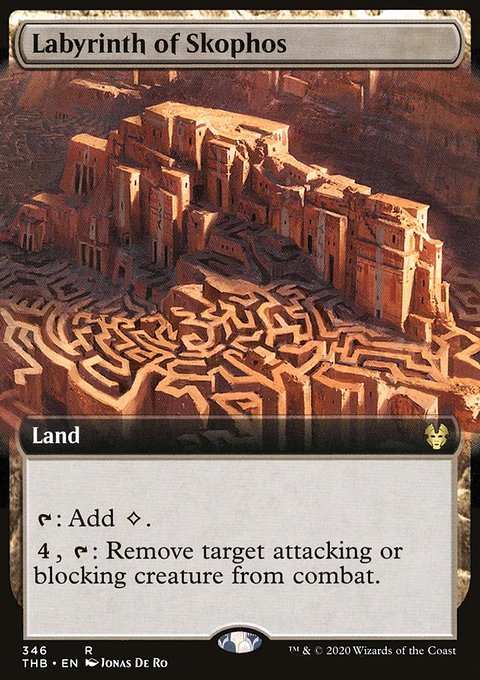 Labyrinth of Skophos
Land
: Add .
4 , : Remove target attacking or
blocking creature from combat.
346 R
THB • EN Jonas De Ro
™ & © 2020 Wizards of the Coast